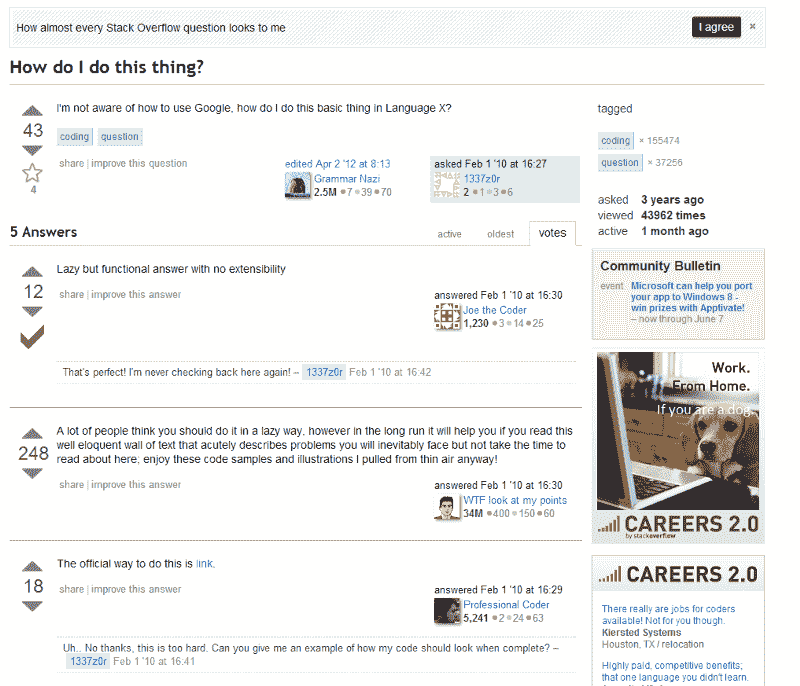 How almost every Stack Overflow question looks to me
I agree
×
How do I do this thing?
43
4
I'm not aware of how to use Google, how do I do this basic thing in Language X?
coding question
share | improve this question
edited Apr 2 '12 at 8:13
Grammar Nazi
2.5M ●7 ●39 ●70
asked Feb 1 '10 at 16:27
1337z0r
2 ●1 ●3 ●6
5 Answers
active oldest votes
12
Lazy but functional answer with no extensibility
share | improve this answer
answered Feb 1 '10 at 16:30
Joe the Coder
1,230 ●3 ●14 ●25
That's perfect! I'm never checking back here again! – 1337z0r Feb 1 '10 at 16:42
248
A lot of people think you should do it in a lazy way, however in the long run it will help you if you read this
well eloquent wall of text that acutely describes problems you will inevitably face but not take the time to
read about here; enjoy these code samples and illustrations I pulled from thin air anyway!
share | improve this answer
answered Feb 1 '10 at 16:30
WTF look at my points
34M ●400 ●150 ●60
18
The official way to do this is link.
share | improve this answer
answered Feb 1 '10 at 16:29
Professional Coder
5,241 ●2 ●24 ●63
Uh.. No thanks, this is too hard. Can you give me an example of how my code should look when complete? –
1337z0r Feb 1 '10 at 16:41
tagged
coding × 155474
question × 37256
asked 3 years ago
viewed 43962 times
active 1 month ago
Community Bulletin
event Microsoft can help you port
your app to Windows 8 -
win prizes with Apptivate!
– now through June 7
Work.
From Home.
If you are a dog.
CAREERS 2.0
by stackoverflow
CAREERS 2.0
There really are jobs for coders
available! Not for you though.
Kiersted Systems
Houston, TX / relocation
Highly paid, competitive benefits;
that one language you didn't learn.